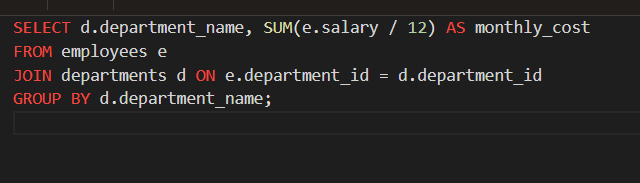 SELECT d.department_name, SUM(e.salary / 12) AS monthly_cost
FROM employees e
JOIN departments d ON e.department_id = d.department_id
GROUP BY d.department_name;